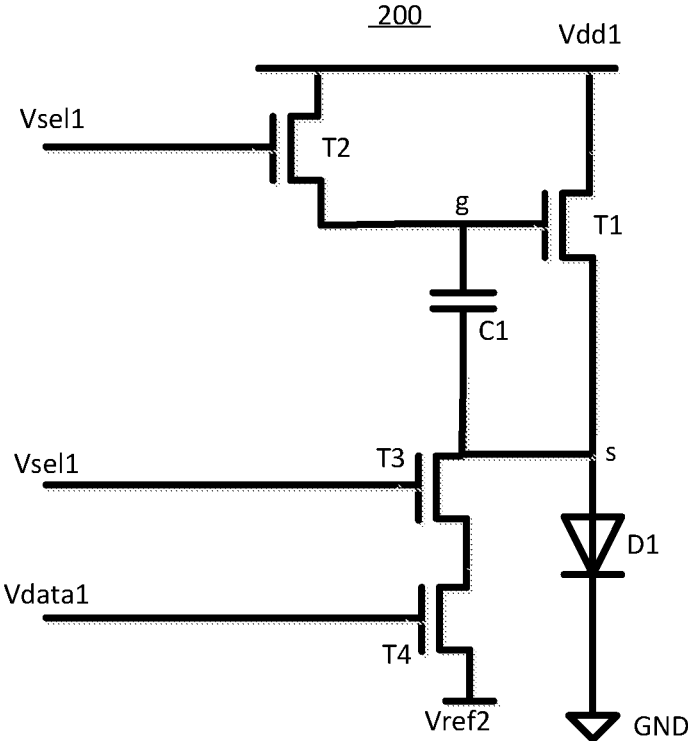 200
Vdd1
Vsel1
T2
g
T1
C1
T3
s
Vsel1
D1
Vdata1
T4
Vref2
GND